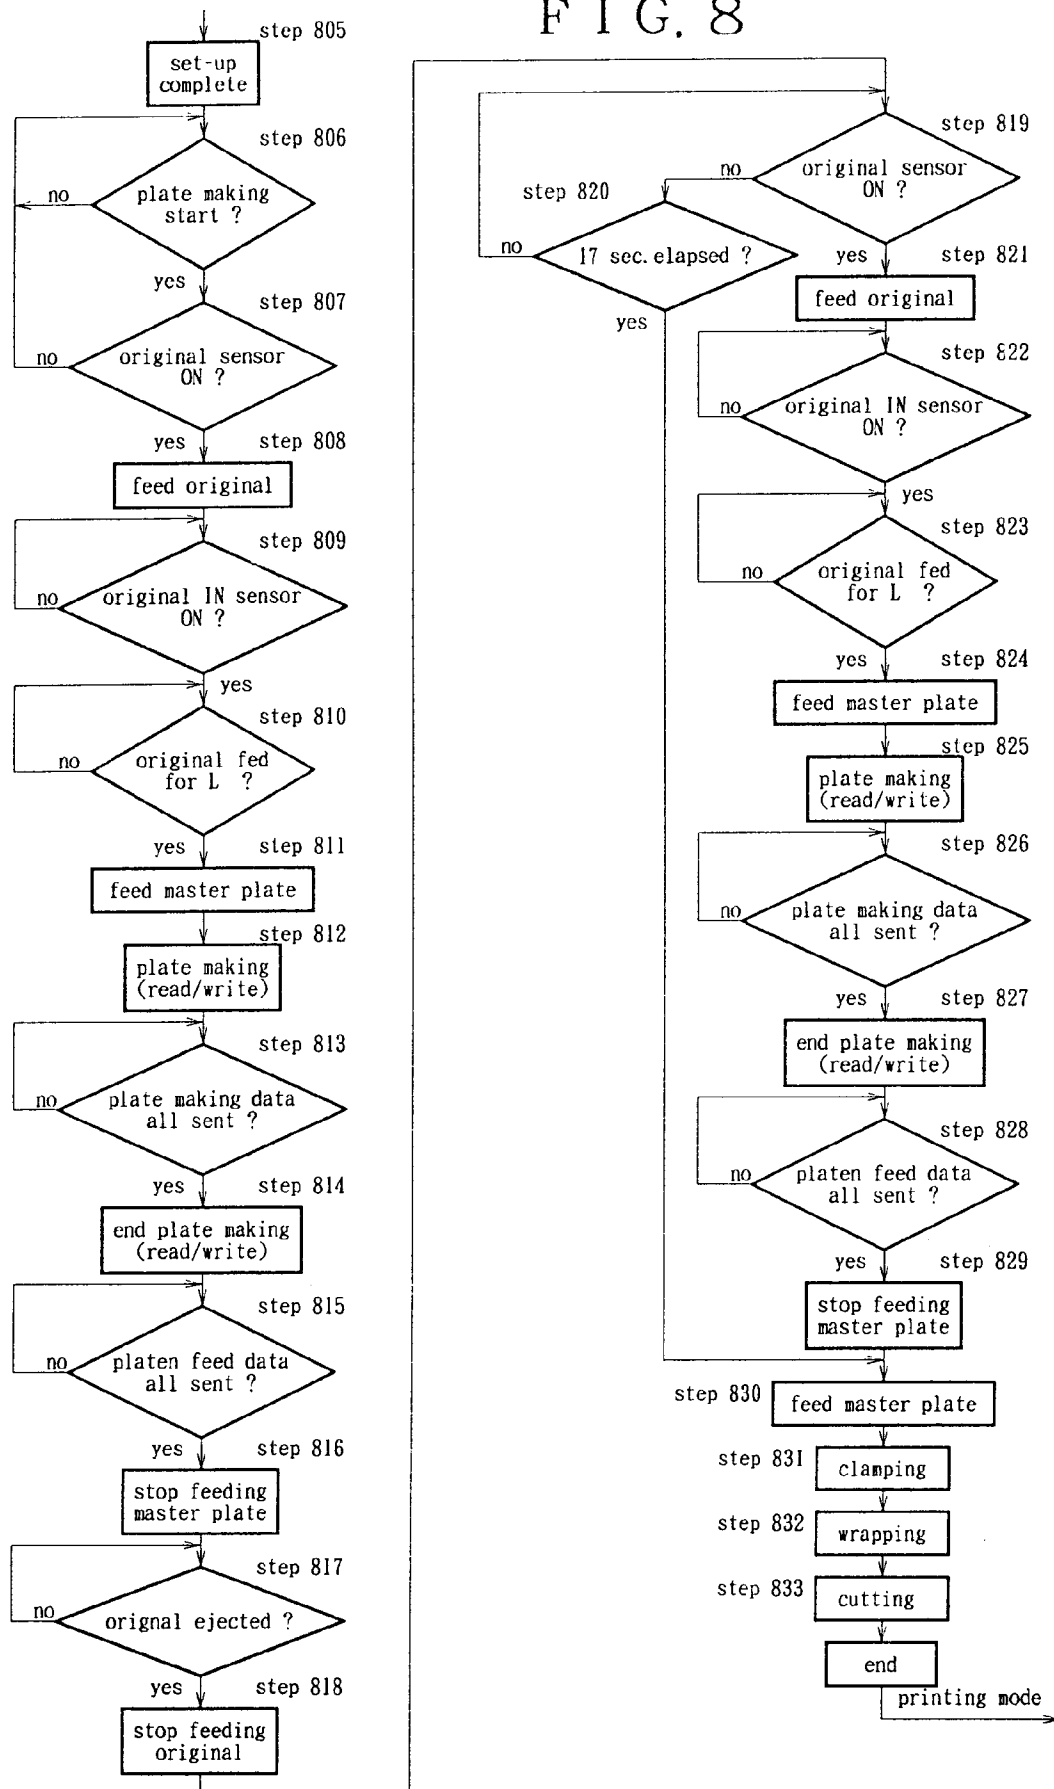 FIG. 8
step 805
set-up
complete
step 806
plate making
start ?
no
yes
step 807
original sensor
ON ?
no
yes
step 808
feed original
step 809
original IN sensor
ON ?
no
yes
step 810
original fed
for L ?
no
yes
step 811
feed master plate
step 812
plate making
(read/write)
step 813
plate making data
all sent ?
no
yes
step 814
end plate making
(read/write)
step 815
platen feed data
all sent ?
no
yes
step 816
stop feeding
master plate
step 817
orignal ejected ?
no
yes
step 818
stop feeding
original
step 819
original sensor
ON ?
no
step 820
17 sec. elapsed ?
no
yes
yes
step 821
feed original
step 822
original IN sensor
ON ?
no
yes
step 823
original fed
for L ?
no
yes
step 824
feed master plate
step 825
plate making
(read/write)
step 826
plate making data
all sent ?
no
yes
step 827
end plate making
(read/write)
step 828
platen feed data
all sent ?
no
yes
step 829
stop feeding
master plate
step 830
feed master plate
step 831
clamping
step 832
wrapping
step 833
cutting
end
printing mode